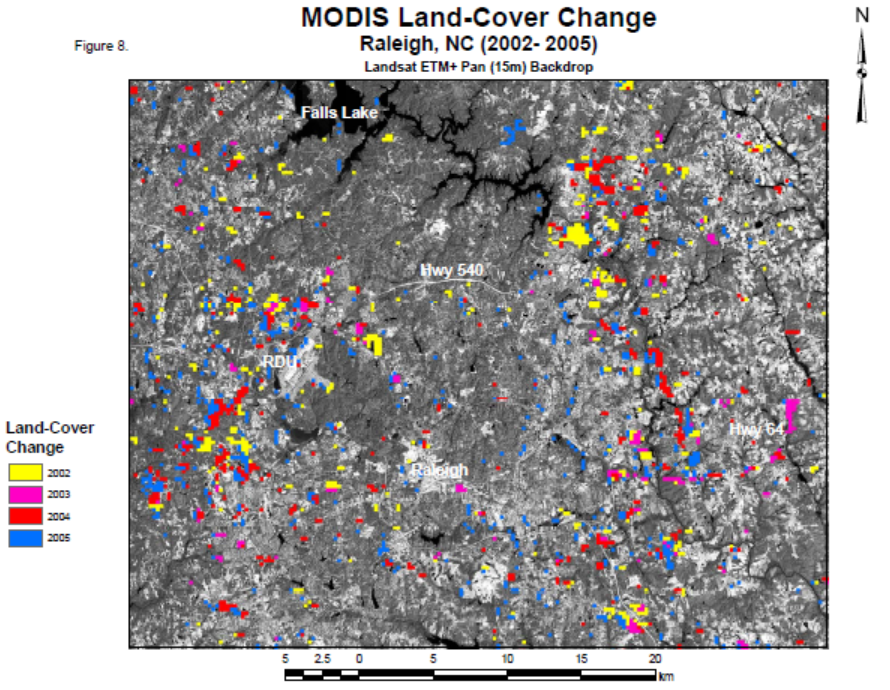 MODIS Land-Cover Change
Raleigh, NC (2002- 2005)
Landsat ETM+ Pan (15m) Backdrop
Figure 8.
N
Falls Lake
Hwy 540
RDU
Hwy 64
Raleigh
Land-Cover
Change
2002
2003
2004
2005
5 2.5 0 5 10 15 20
km